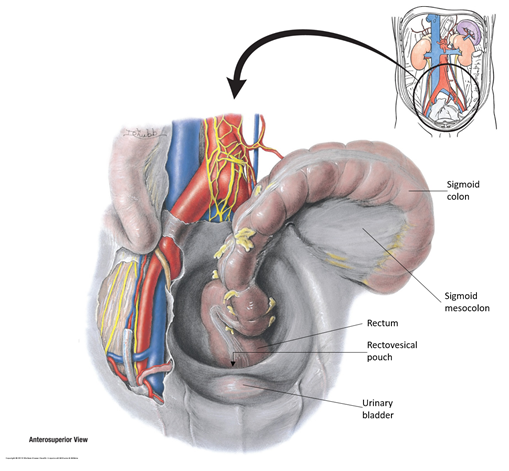 Sigmoid
colon
Sigmoid
mesocolon
Rectum
Rectovesical
pouch
Urinary
bladder
Anterosuperior View